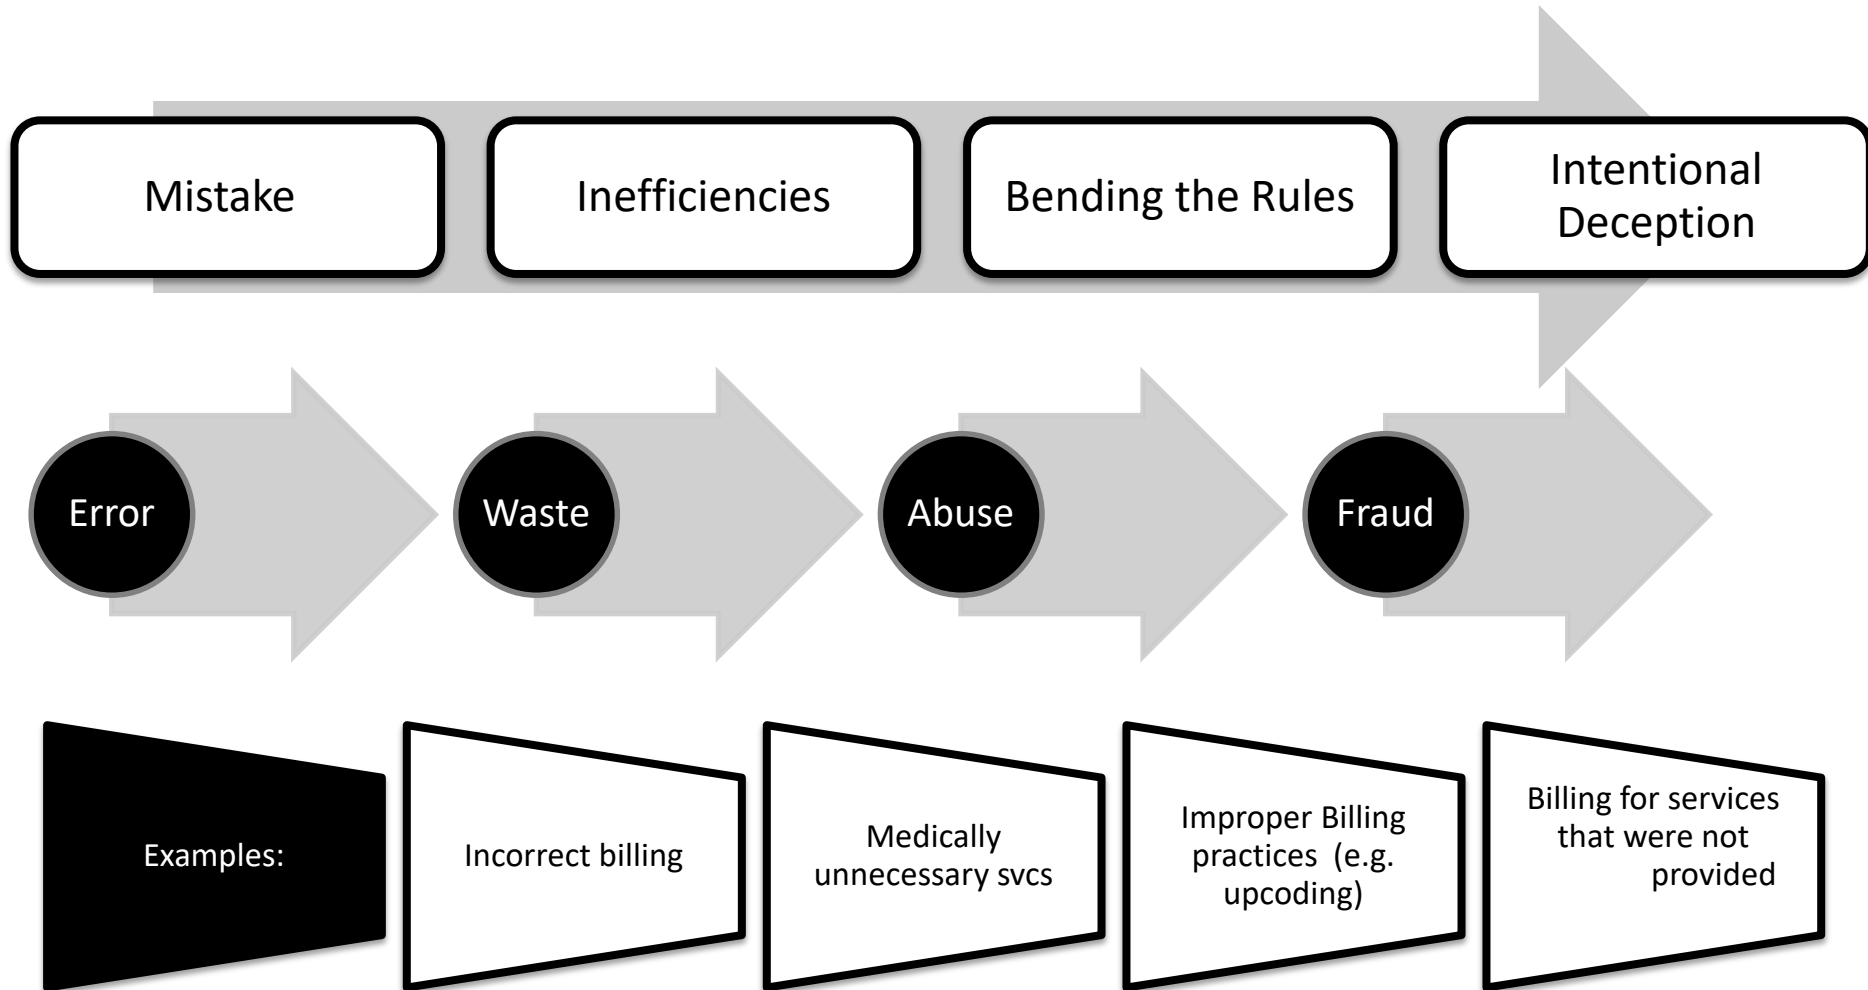 Mistake
Inefficiencies
Bending the Rules
Intentional
Deception
Error
Waste
Abuse
Fraud
Examples:
Incorrect billing
Medically
unnecessary svcs
Improper Billing
practices (e.g.
upcoding)
Billing for services
that were not
provided